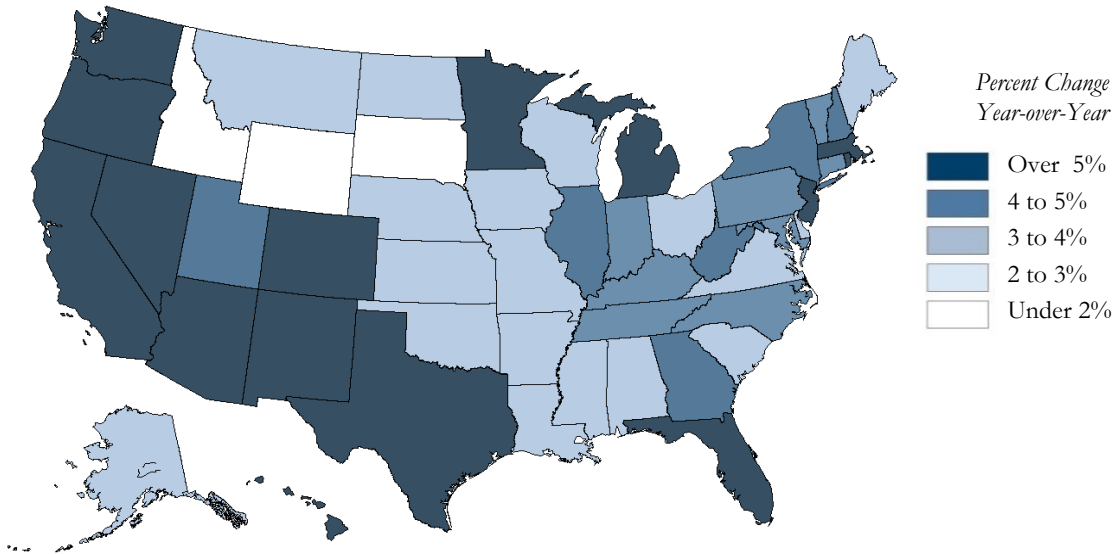 Percent Change
Year-over-Year
Over 5%
4 to 5%
3 to 4%
2 to 3%
Under 2%